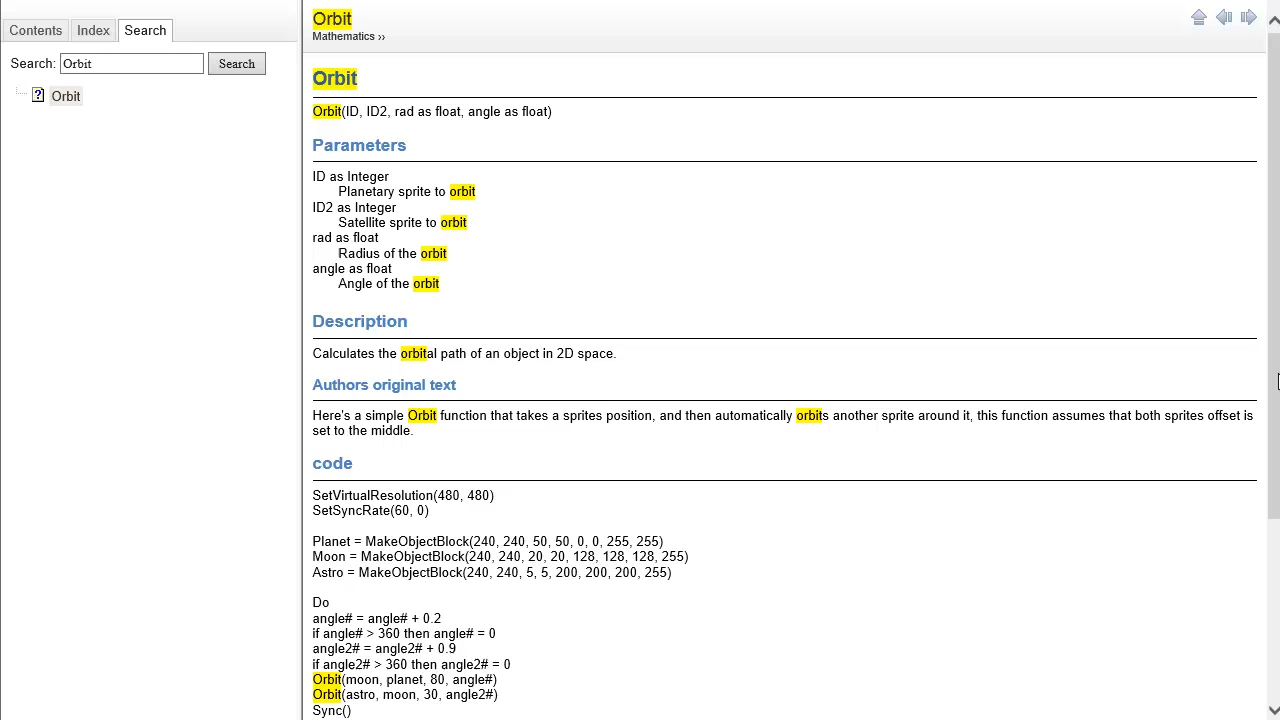 Contents Index Search
Search: Orbit Search
Orbit
Orbit
Mathematics ››
Orbit
Orbit(ID, ID2, rad as float, angle as float)
Parameters
ID as Integer
Planetary sprite to orbit
ID2 as Integer
Satellite sprite to orbit
rad as float
Radius of the orbit
angle as float
Angle of the orbit
Description
Calculates the orbital path of an object in 2D space.
Authors original text
Here's a simple Orbit function that takes a sprites position, and then automatically orbits another sprite around it, this function assumes that both sprites offset is
set to the middle.
code
SetVirtualResolution(480, 480)
SetSyncRate(60, 0)
Planet = MakeObjectBlock(240, 240, 50, 50, 0, 0, 255, 255)
Moon = MakeObjectBlock(240, 240, 20, 20, 128, 128, 128, 255)
Astro = MakeObjectBlock(240, 240, 5, 5, 200, 200, 200, 255)
Do
angle# = angle# + 0.2
if angle# > 360 then angle# = 0
angle2# = angle2# + 0.9
if angle2# > 360 then angle2# = 0
Orbit(moon, planet, 80, angle#)
Orbit(astro, moon, 30, angle2#)
Sync()